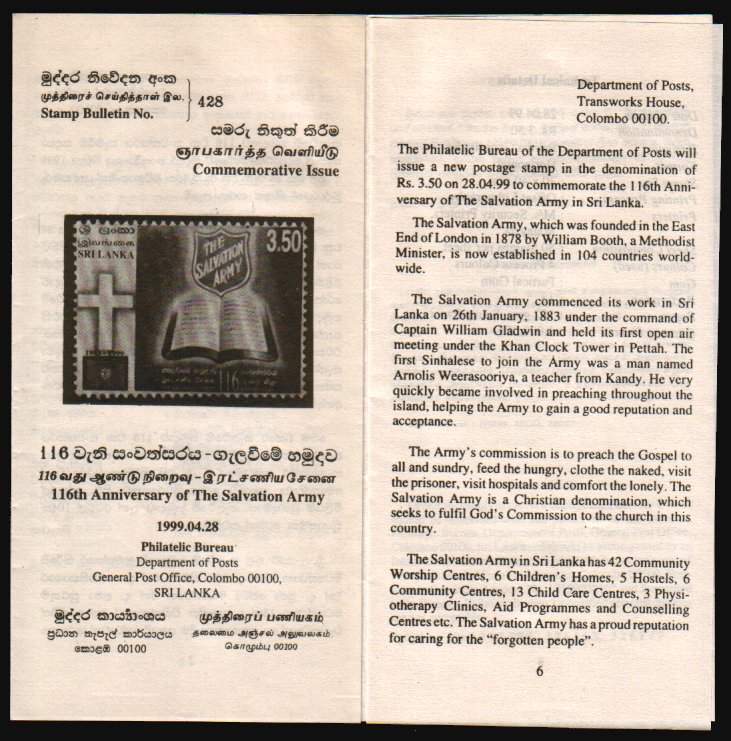 මුද්දර නිවේදන අංක
முத்திரைச் செய்தித்தாள் இல.
Stamp Bulletin No.
428
සමරු නිකුත් කිරීම
ஞாபகார்த்த வெளியீடு
Commemorative Issue
ශ්‍රී ලංකා
இலங்கை
SRI LANKA
3.50
THE
SALVATION
ARMY
1883-1999
116
116 වැනි සංවත්සරය - ගැලවීමේ හමුදාව
116 வது ஆண்டு நிறைவு - இரட்சணிய சேனை
116th Anniversary of The Salvation Army
1999.04.28
Philatelic Bureau
Department of Posts
General Post Office, Colombo 00100,
SRI LANKA
මුද්දර කාර්යාංශය
ප්‍රධාන තැපැල් කාර්යාලය
කොළඹ 00100
முத்திரைப் பணியகம்
தலைமை அஞ்சல் அலுவலகம்
கொழும்பு 00100
Department of Posts,
Transworks House,
Colombo 00100.
The Philatelic Bureau of the Department of Posts will
issue a new postage stamp in the denomination of
Rs. 3.50 on 28.04.99 to commemorate the 116th Anni-
versary of The Salvation Army in Sri Lanka.
The Salvation Army, which was founded in the East
End of London in 1878 by William Booth, a Methodist
Minister, is now established in 104 countries world-
wide.
The Salvation Army commenced its work in Sri
Lanka on 26th January, 1883 under the command of
Captain William Gladwin and held its first open air
meeting under the Khan Clock Tower in Pettah. The
first Sinhalese to join the Army was a man named
Arnolis Weerasooriya, a teacher from Kandy. He very
quickly became involved in preaching throughout the
island, helping the Army to gain a good reputation and
acceptance.
The Army's commission is to preach the Gospel to
all and sundry, feed the hungry, clothe the naked, visit
the prisoner, visit hospitals and comfort the lonely. The
Salvation Army is a Christian denomination, which
seeks to fulfil God's Commission to the church in this
country.
The Salvation Army in Sri Lanka has 42 Community
Worship Centres, 6 Children's Homes, 5 Hostels, 6
Community Centres, 13 Child Care Centres, 3 Physi-
otherapy Clinics, Aid Programmes and Counselling
Centres etc. The Salvation Army has a proud reputation
for caring for the "forgotten people".
6